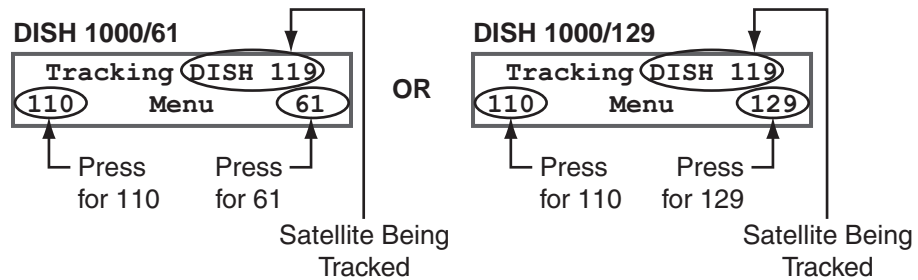 DISH 1000/61
Tracking DISH 119
110 Menu 61
Press for 110
Press for 61
Satellite Being
Tracked
OR
DISH 1000/129
Tracking DISH 119
110 Menu 129
Press for 110
Press for 129
Satellite Being
Tracked